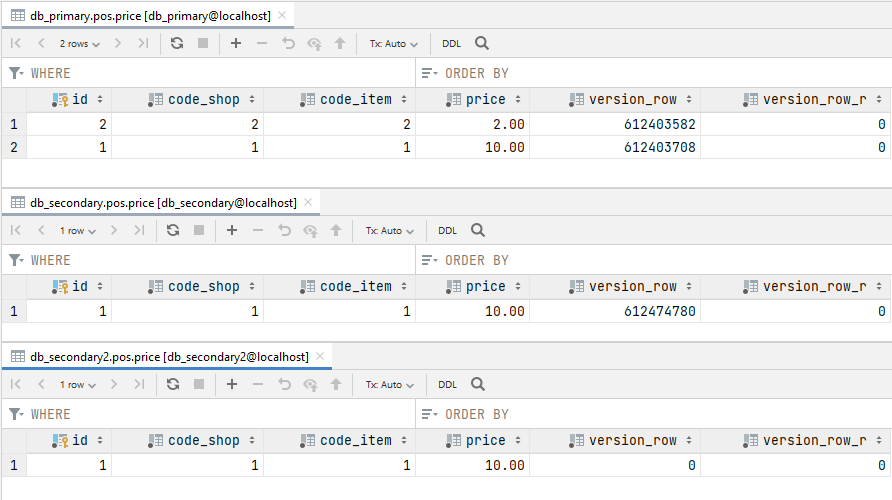 db_primary.pos.price [db_primary@localhost]
2 rows Tx: Auto DDL
WHERE ORDER BY
id code_shop code_item price version_row version_row_r
1 2 2 2 2.00 612403582 0
2 1 1 1 10.00 612403708 0
db_secondary.pos.price [db_secondary@localhost]
1 row Tx: Auto DDL
WHERE ORDER BY
id code_shop code_item price version_row version_row_r
1 1 1 1 10.00 612474780 0
db_secondary2.pos.price [db_secondary2@localhost]
1 row Tx: Auto DDL
WHERE ORDER BY
id code_shop code_item price version_row version_row_r
1 1 1 1 10.00 0 0